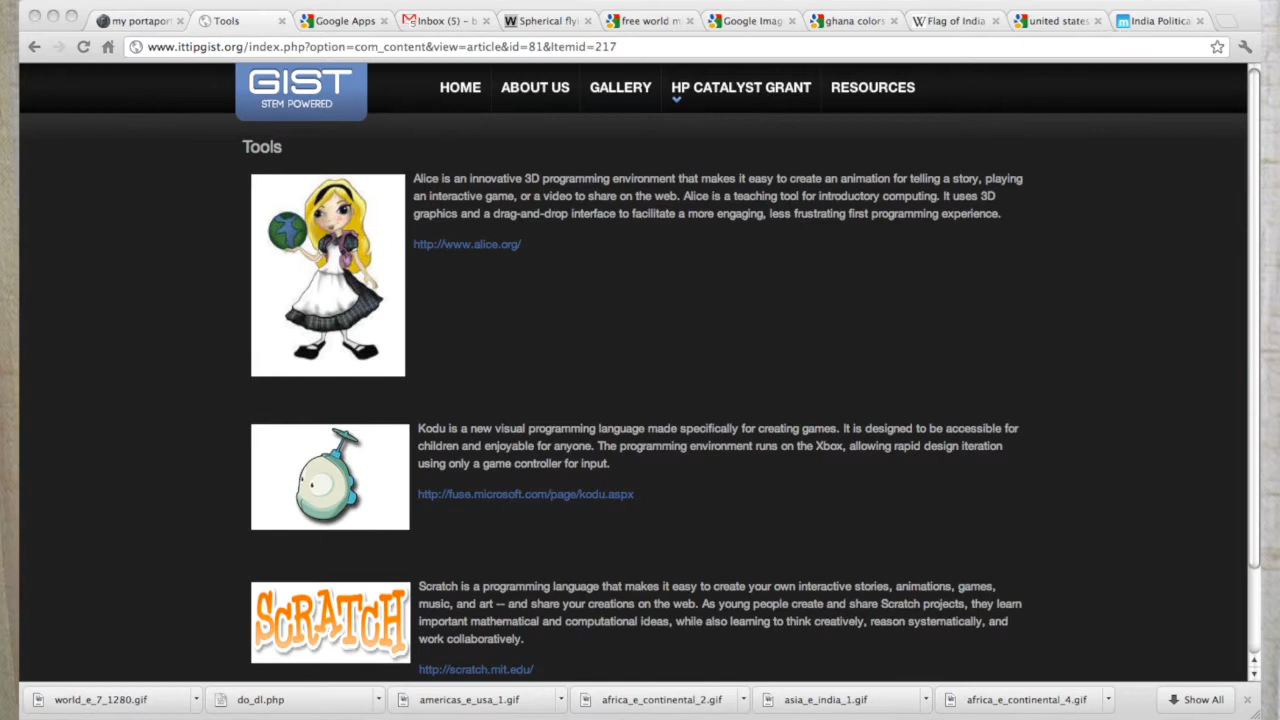 my portapor
Tools
Google Apps
Inbox (5) – b
Spherical flyi
free world m
Google Imag
ghana colors
Flag of India
united states
India Politica
www.ittipgist.org/index.php?option=com_content&view=article&id=81&Itemid=217
GIST
STEM POWERED
HOME
ABOUT US
GALLERY
HP CATALYST GRANT
RESOURCES
Tools
Alice is an innovative 3D programming environment that makes it easy to create an animation for telling a story, playing
an interactive game, or a video to share on the web. Alice is a teaching tool for introductory computing. It uses 3D
graphics and a drag-and-drop interface to facilitate a more engaging, less frustrating first programming experience.
http://www.alice.org/
Kodu is a new visual programming language made specifically for creating games. It is designed to be accessible for
children and enjoyable for anyone. The programming environment runs on the Xbox, allowing rapid design iteration
using only a game controller for input.
http://fuse.microsoft.com/page/kodu.aspx
SCRATCH
Scratch is a programming language that makes it easy to create your own interactive stories, animations, games,
music, and art -- and share your creations on the web. As young people create and share Scratch projects, they learn
important mathematical and computational ideas, while also learning to think creatively, reason systematically, and
work collaboratively.
http://scratch.mit.edu/
world_e_7_1280.gif
do_dl.php
americas_e_usa_1.gif
africa_e_continental_2.gif
asia_e_india_1.gif
africa_e_continental_4.gif
Show All